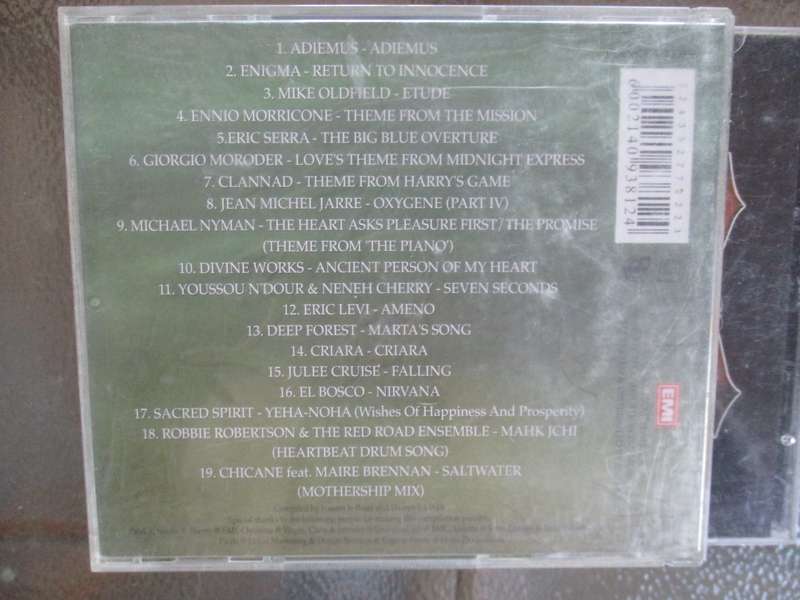 1. ADIEMUS - ADIEMUS
2. ENIGMA - RETURN TO INNOCENCE
3. MIKE OLDFIELD - ETUDE
4. ENNIO MORRICONE - THEME FROM THE MISSION
5.ERIC SERRA - THE BIG BLUE OVERTURE
6. GIORGIO MORODER - LOVE'S THEME FROM MIDNIGHT EXPRESS
7. CLANNAD - THEME FROM HARRY'S GAME
8. JEAN MICHEL JARRE - OXYGENE (PART IV)
9. MICHAEL NYMAN - THE HEART ASKS PLEASURE FIRST / THE PROMISE
(THEME FROM 'THE PIANO')
10. DIVINE WORKS - ANCIENT PERSON OF MY HEART
11. YOUSSOU N'DOUR & NENEH CHERRY - SEVEN SECONDS
12. ERIC LEVI - AMENO
13. DEEP FOREST - MARTA'S SONG
14. CRIARA - CRIARA
15. JULEE CRUISE - FALLING
16. EL BOSCO - NIRVANA
17. SACRED SPIRIT - YEHA-NOHA (Wishes Of Happiness And Prosperity)
18. ROBBIE ROBERTSON & THE RED ROAD ENSEMBLE - MAHK JCHI
(HEARTBEAT DRUM SONG)
19. CHICANE feat. MAIRE BRENNAN - SALTWATER
(MOTHERSHIP MIX)
EMI